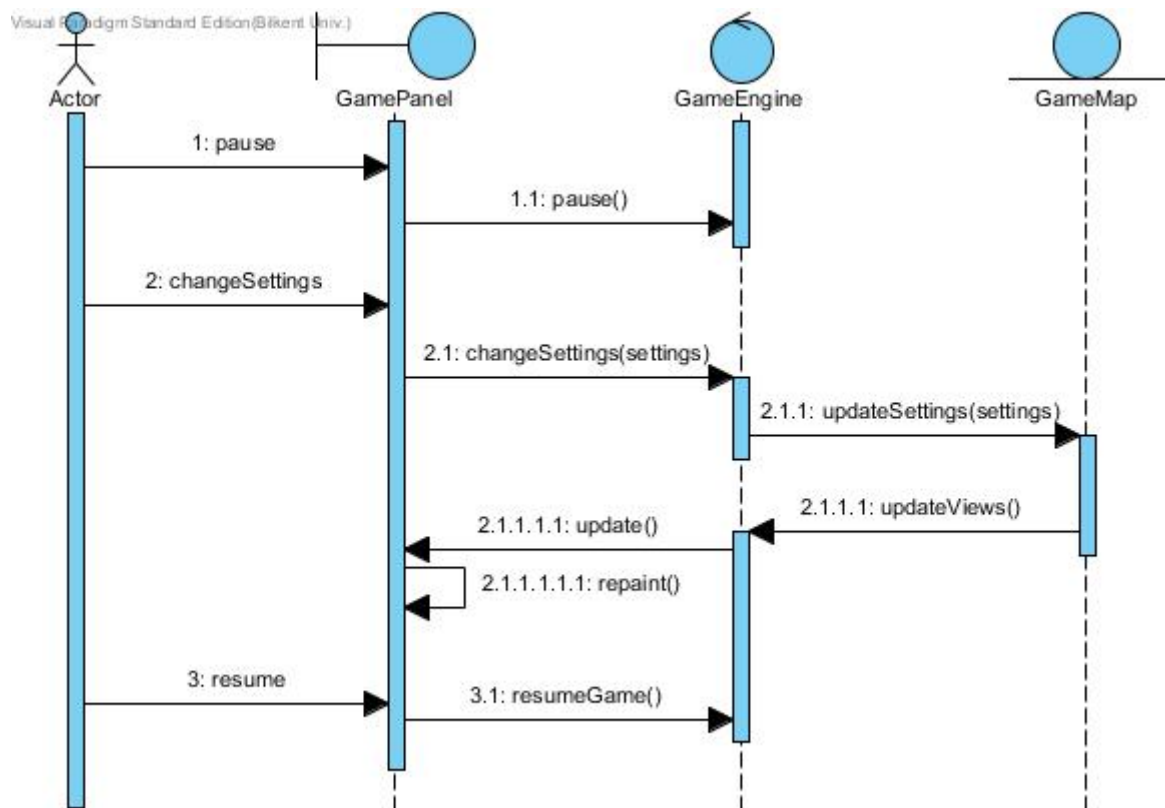 Visual Paradigm Standard Edition(Bilkent Univ.)
Actor
GamePanel
GameEngine
GameMap
1: pause
1.1: pause()
2: changeSettings
2.1: changeSettings(settings)
2.1.1: updateSettings(settings)
2.1.1.1: updateViews()
2.1.1.1.1: update()
2.1.1.1.1.1: repaint()
3: resume
3.1: resumeGame()